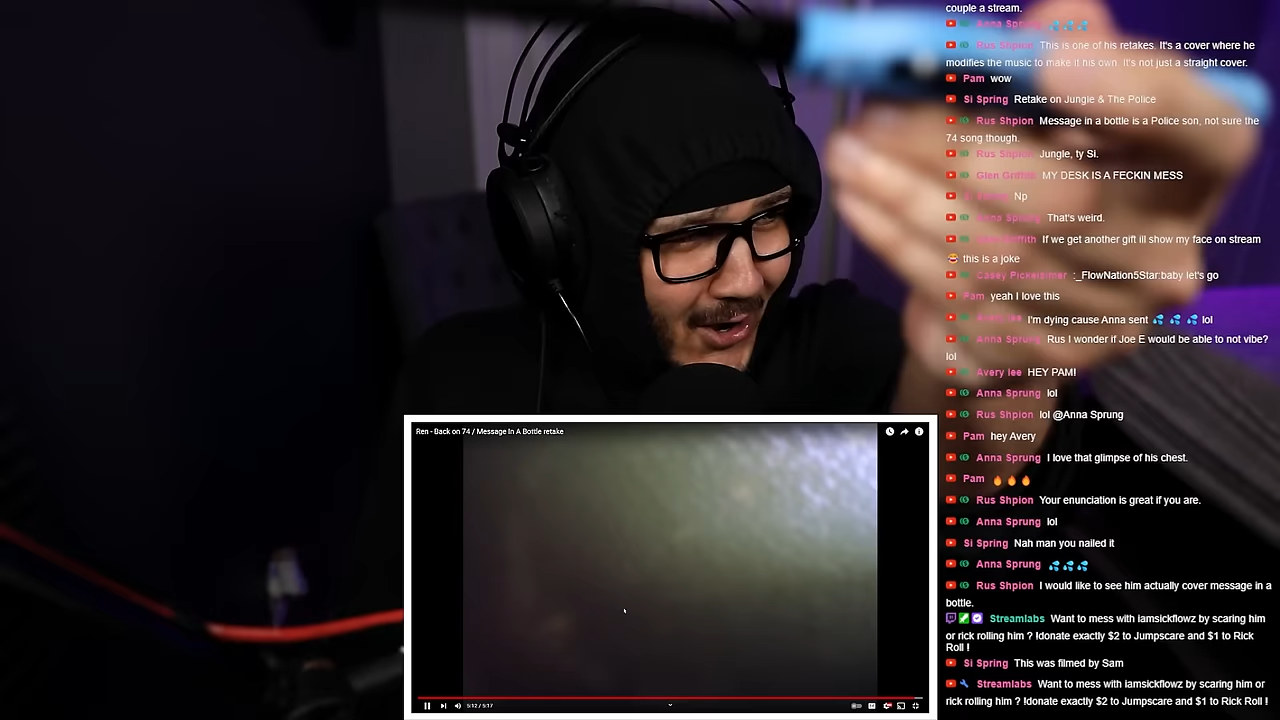 couple a stream.
Anna Sprung
Rus Shpion This is one of his retakes. It's a cover where he
modifies the music to make it his own. It's not just a straight cover.
Pam wow
Si Spring Retake on Jungle & The Police
Rus Shpion Message in a bottle is a Police son, not sure the
74 song though.
Rus Shpion Jungle, ty Si.
Glen Griffith MY DESK IS A FECKIN MESS
Np
Anna Sprung That's weird.
Griffith If we get another gift ill show my face on stream
this is a joke
Casey Pickelsimer :_FlowNation5Star:baby let's go
Pam yeah I love this
I'm dying cause Anna sent lol
Anna Sprung Rus I wonder if Joe E would be able to not vibe?
lol
Avery lee HEY PAM!
Anna Sprung lol
Rus Shpion lol @Anna Sprung
Pam hey Avery
Anna Sprung I love that glimpse of his chest.
Pam
Rus Shpion Your enunciation is great if you are.
Anna Sprung lol
Si Spring Nah man you nailed it
Anna Sprung
Rus Shpion I would like to see him actually cover message in a
bottle.
Streamlabs Want to mess with iamsickflowz by scaring him
or rick rolling him ? !donate exactly $2 to Jumpscare and $1 to Rick
Roll !
Si Spring This was filmed by Sam
Streamlabs Want to mess with iamsickflowz by scaring him or
rick rolling him ? !donate exactly $2 to Jumpscare and $1 to Rick Roll !
Ren - Back on 74 / Message In A Bottle retake
5:12 / 5:17